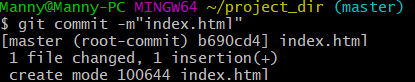 Manny@Manny-PC MINGW64 ~/project_dir (master)
$ git commit -m"index.html"
[master (root-commit) b690cd4] index.html
 1 file changed, 1 insertion(+)
 create mode 100644 index.html